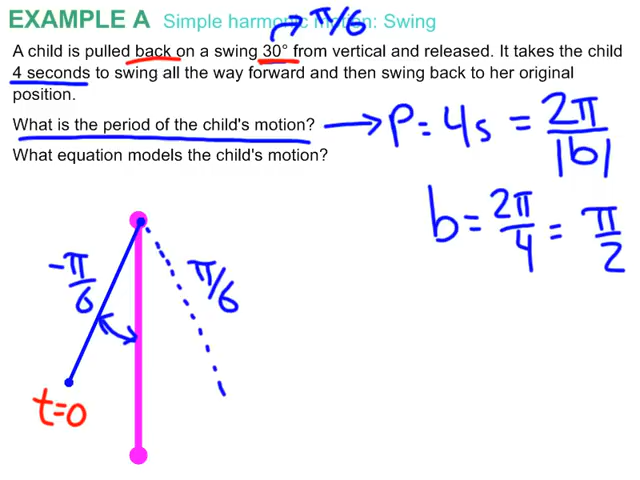 EXAMPLE A Simple harmonic motion: Swing
π/6
A child is pulled back on a swing 30° from vertical and released. It takes the child
4 seconds to swing all the way forward and then swing back to her original
position.
What is the period of the child's motion? → P = 4s = 2π/|b|
What equation models the child's motion?
b = 2π/4 = π/2
-π/6
π/6
t=0